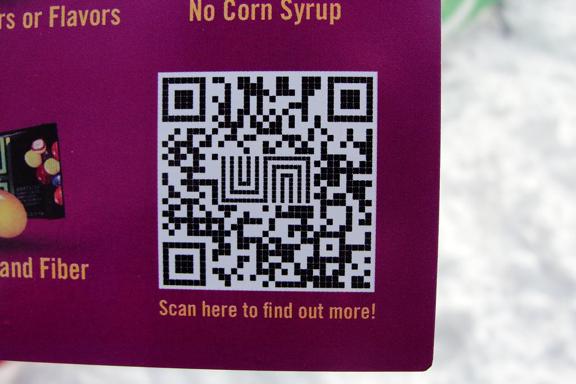 rs or Flavors
No Corn Syrup
and Fiber
Scan here to find out more!